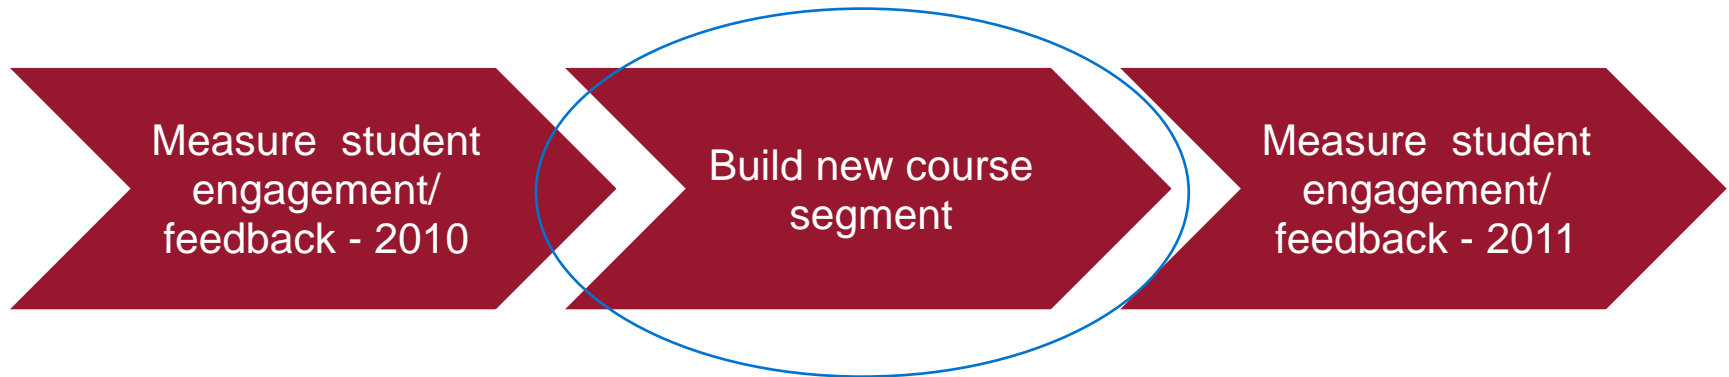 Measure  student
engagement/
feedback - 2010
Build new course
segment
Measure  student
engagement/
feedback - 2011